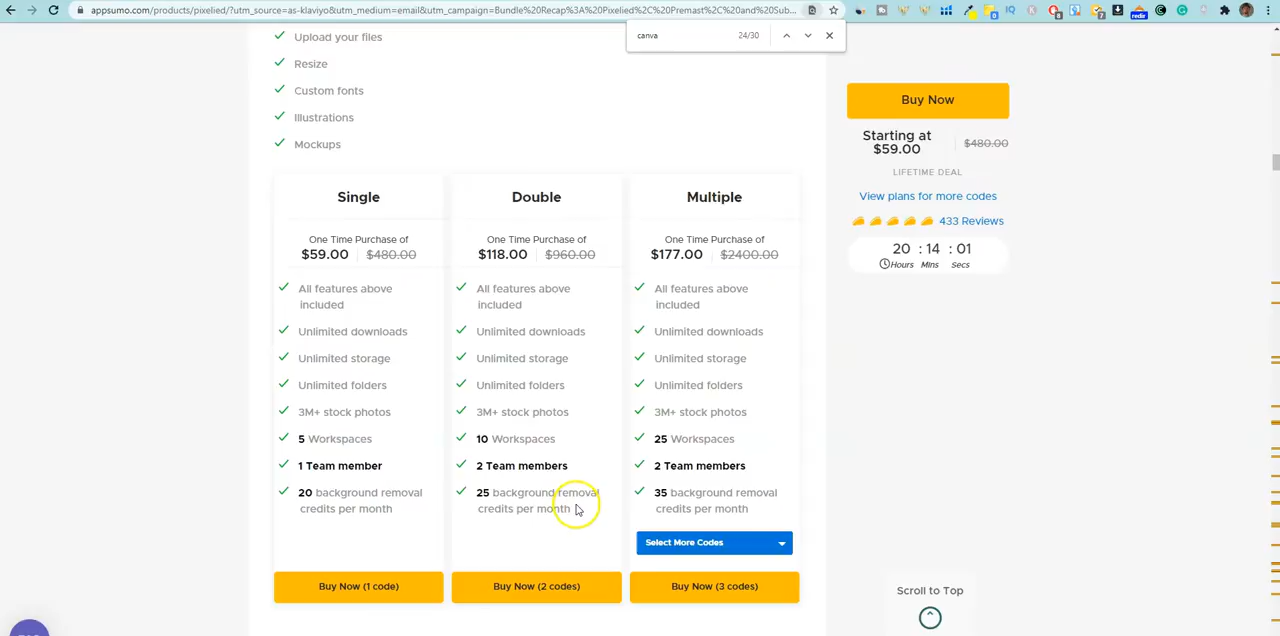 appsumo.com/products/pixelied/?utm_source=as-klaviyo&utm_medium=email&utm_campaign=Bundle%20Recap%3A%20Pixelied%2C%20Premast%2C%20and%20Sub...
canva 24/30
Upload your files
Resize
Custom fonts
Illustrations
Mockups
Buy Now
Starting at
$59.00 $480.00
LIFETIME DEAL
View plans for more codes
433 Reviews
20 : 14 : 01
Hours Mins Secs
Single
One Time Purchase of
$59.00 $480.00
All features above
included
Unlimited downloads
Unlimited storage
Unlimited folders
3M+ stock photos
5 Workspaces
1 Team member
20 background removal
credits per month
Buy Now (1 code)
Double
One Time Purchase of
$118.00 $960.00
All features above
included
Unlimited downloads
Unlimited storage
Unlimited folders
3M+ stock photos
10 Workspaces
2 Team members
25 background removal
credits per month
Buy Now (2 codes)
Multiple
One Time Purchase of
$177.00 $2400.00
All features above
included
Unlimited downloads
Unlimited storage
Unlimited folders
3M+ stock photos
25 Workspaces
2 Team members
35 background removal
credits per month
Select More Codes
Buy Now (3 codes)
Scroll to Top